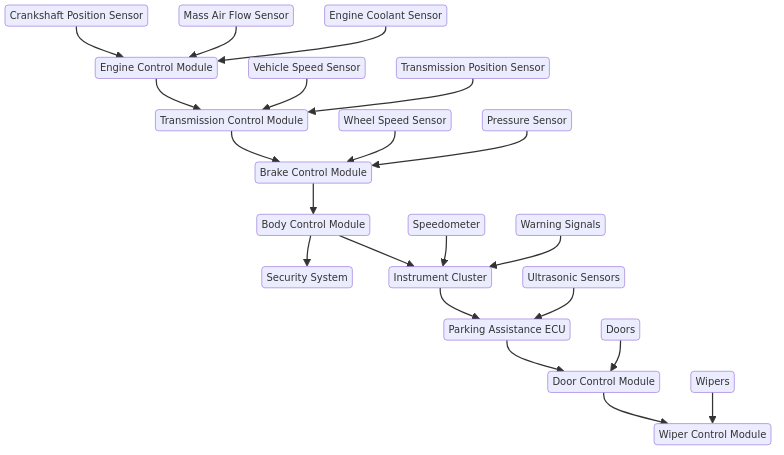 Crankshaft Position Sensor
Mass Air Flow Sensor
Engine Coolant Sensor
Engine Control Module
Vehicle Speed Sensor
Transmission Position Sensor
Transmission Control Module
Wheel Speed Sensor
Pressure Sensor
Brake Control Module
Body Control Module
Speedometer
Warning Signals
Security System
Instrument Cluster
Ultrasonic Sensors
Parking Assistance ECU
Doors
Door Control Module
Wipers
Wiper Control Module